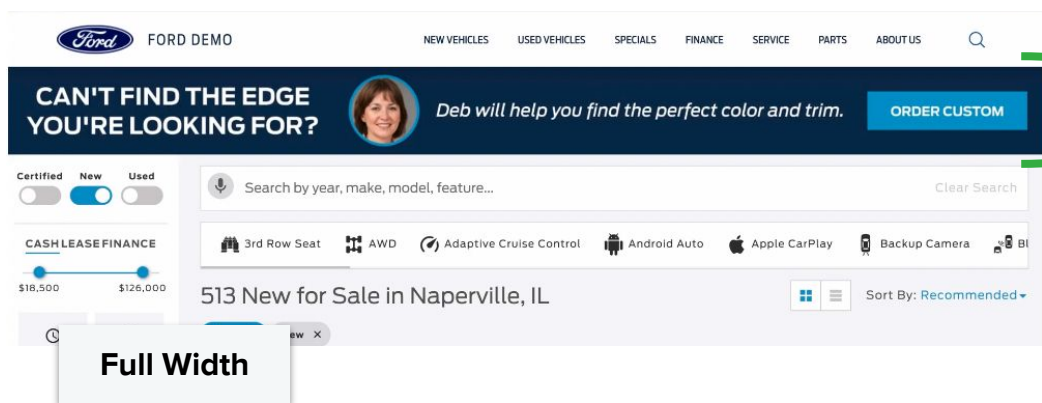 Ford FORD DEMO NEW VEHICLES USED VEHICLES SPECIALS FINANCE SERVICE PARTS ABOUT US
CAN'T FIND THE EDGE
YOU'RE LOOKING FOR?
Deb will help you find the perfect color and trim.
ORDER CUSTOM
Certified New Used
Search by year, make, model, feature... Clear Search
CASH LEASE FINANCE
3rd Row Seat AWD Adaptive Cruise Control Android Auto Apple CarPlay Backup Camera Bl
$18,500 $126,000
513 New for Sale in Naperville, IL
Sort By: Recommended
ew ×
Full Width